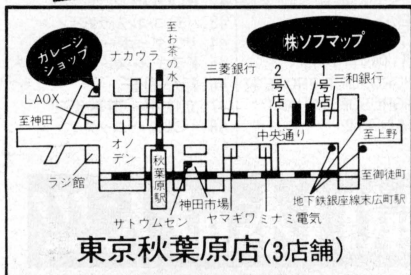 ガレージ
ショップ
ナカウラ
至お茶の水
三菱銀行
㈱ソフマップ
2号店
1号店
三和銀行
LAOX
至神田
オノデン
中央通り
至上野
ラジ館
秋葉原駅
神田市場
至御徒町
サトウムセン
ヤマギワ
ミナミ電気
地下鉄銀座線末広町駅
東京秋葉原店(3店舗)